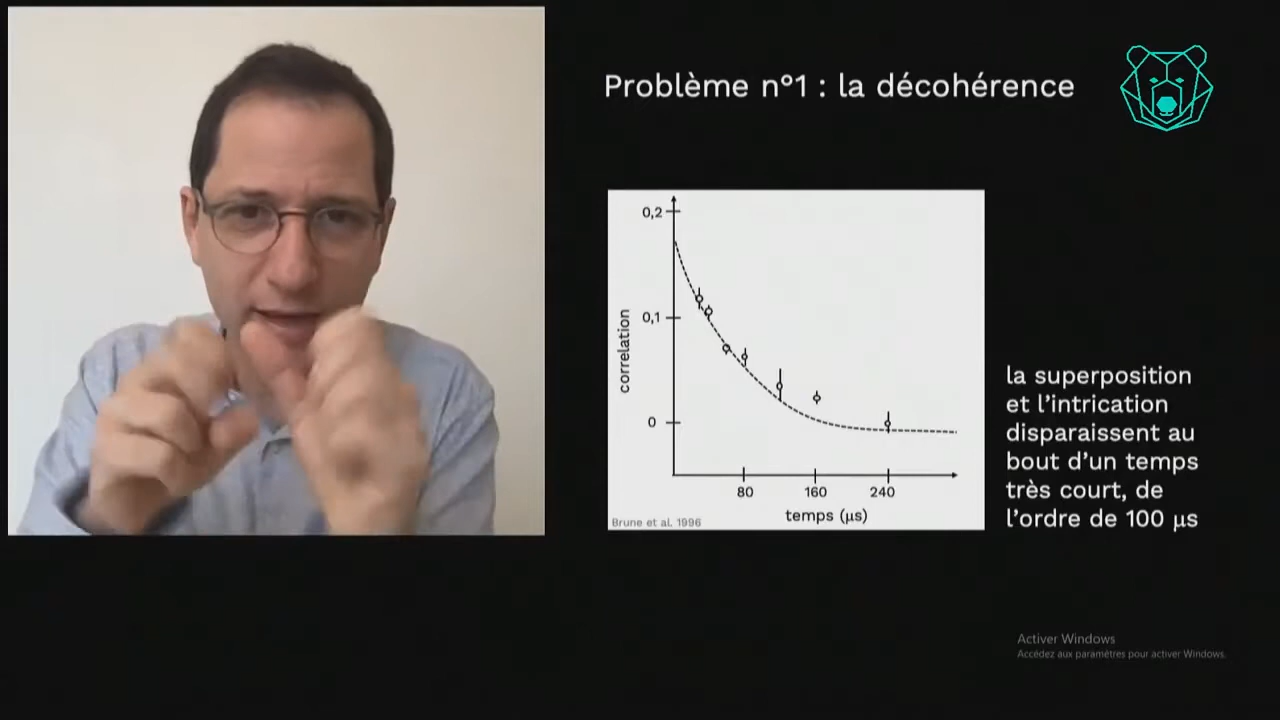 Problème n°1 : la décohérence
0,2
0,1
0
correlation
80 160 240
temps (µs)
Brune et al. 1996
la superposition
et l'intrication
disparaissent au
bout d'un temps
très court, de
l'ordre de 100 µs
Activer Windows
Accédez aux paramètres pour activer Windows.